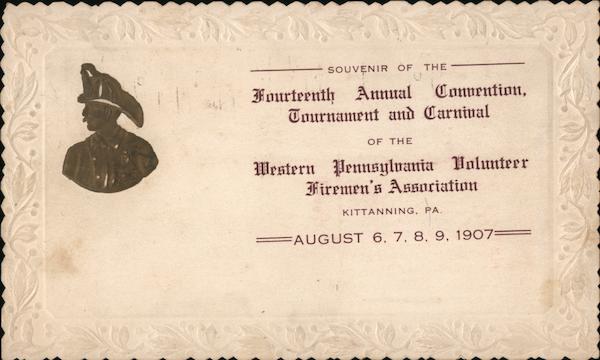 SOUVENIR OF THE
Fourteenth Annual Convention,
Tournament and Carnival
OF THE
Western Pennsylvania Volunteer
Firemen's Association
KITTANNING, PA.
AUGUST 6, 7, 8, 9, 1907